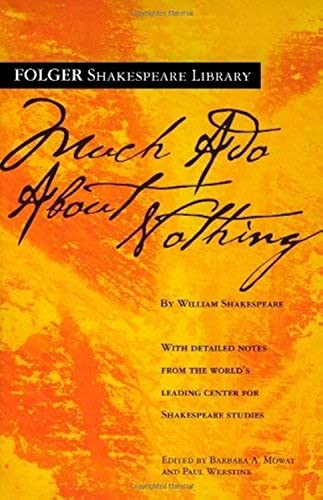 FOLGER SHAKESPEARE LIBRARY
Much Ado
About Nothing
BY WILLIAM SHAKESPEARE
WITH DETAILED NOTES
FROM THE WORLD'S
LEADING CENTER FOR
SHAKESPEARE STUDIES
EDITED BY BARBARA A. MOWAT
AND PAUL WERSTINE